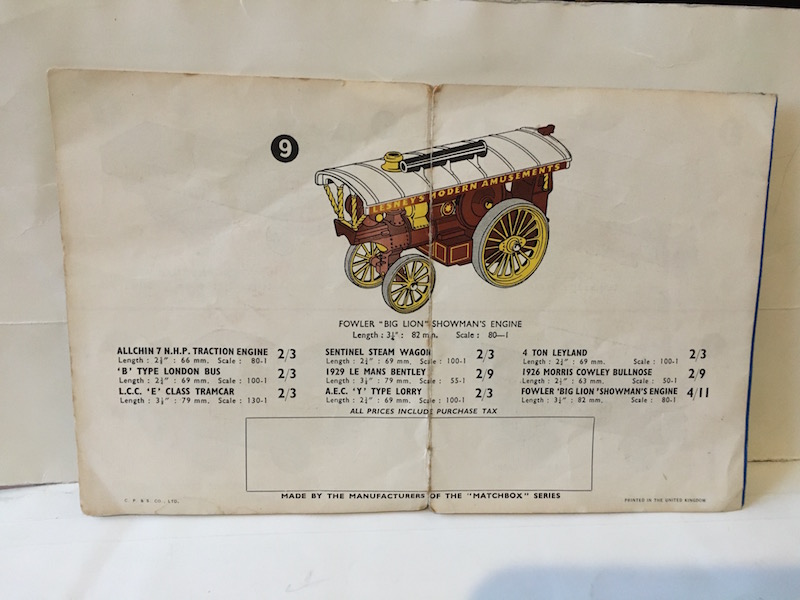 9
LESNEY'S MODERN AMUSEMENTS
FOWLER "BIG LION" SHOWMAN'S ENGINE
Length : 3¼″ : 82 mm. Scale : 80—1
ALLCHIN 7 N.H.P. TRACTION ENGINE 2/3
Length : 2⅝″ : 66 mm. Scale : 80-1
'B' TYPE LONDON BUS 2/3
Length : 2¾″ : 69 mm. Scale : 100-1
L.C.C. 'E' CLASS TRAMCAR 2/3
Length : 3⅛″ : 79 mm. Scale : 130-1
SENTINEL STEAM WAGON 2/3
Length : 2¾″ : 69 mm. Scale : 100-1
1929 LE MANS BENTLEY 2/9
Length : 3⅛″ : 79 mm. Scale : 55-1
A.E.C. 'Y' TYPE LORRY 2/3
Length : 2¾″ : 69 mm. Scale : 100-1
4 TON LEYLAND 2/3
Length : 2¾″ : 69 mm. Scale : 100-1
1926 MORRIS COWLEY BULLNOSE 2/9
Length : 2½″ : 63 mm. Scale : 50-1
FOWLER 'BIG LION' SHOWMAN'S ENGINE 4/11
Length : 3¼″ : 82 mm. Scale : 80-1
ALL PRICES INCLUDE PURCHASE TAX
MADE BY THE MANUFACTURERS OF THE "MATCHBOX" SERIES
C. P. & S. CO., LTD.
PRINTED IN THE UNITED KINGDOM